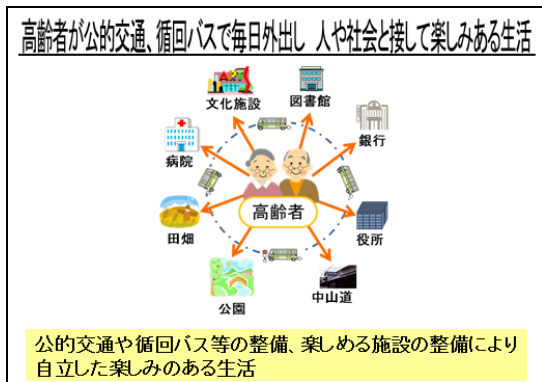 高齢者が公的交通、循回バスで毎日外出し 人や社会と接して楽しみある生活
文化施設
図書館
病院
銀行
高齢者
田畑
役所
公園
中山道
公的交通や循回バス等の整備、楽しめる施設の整備により
自立した楽しみのある生活